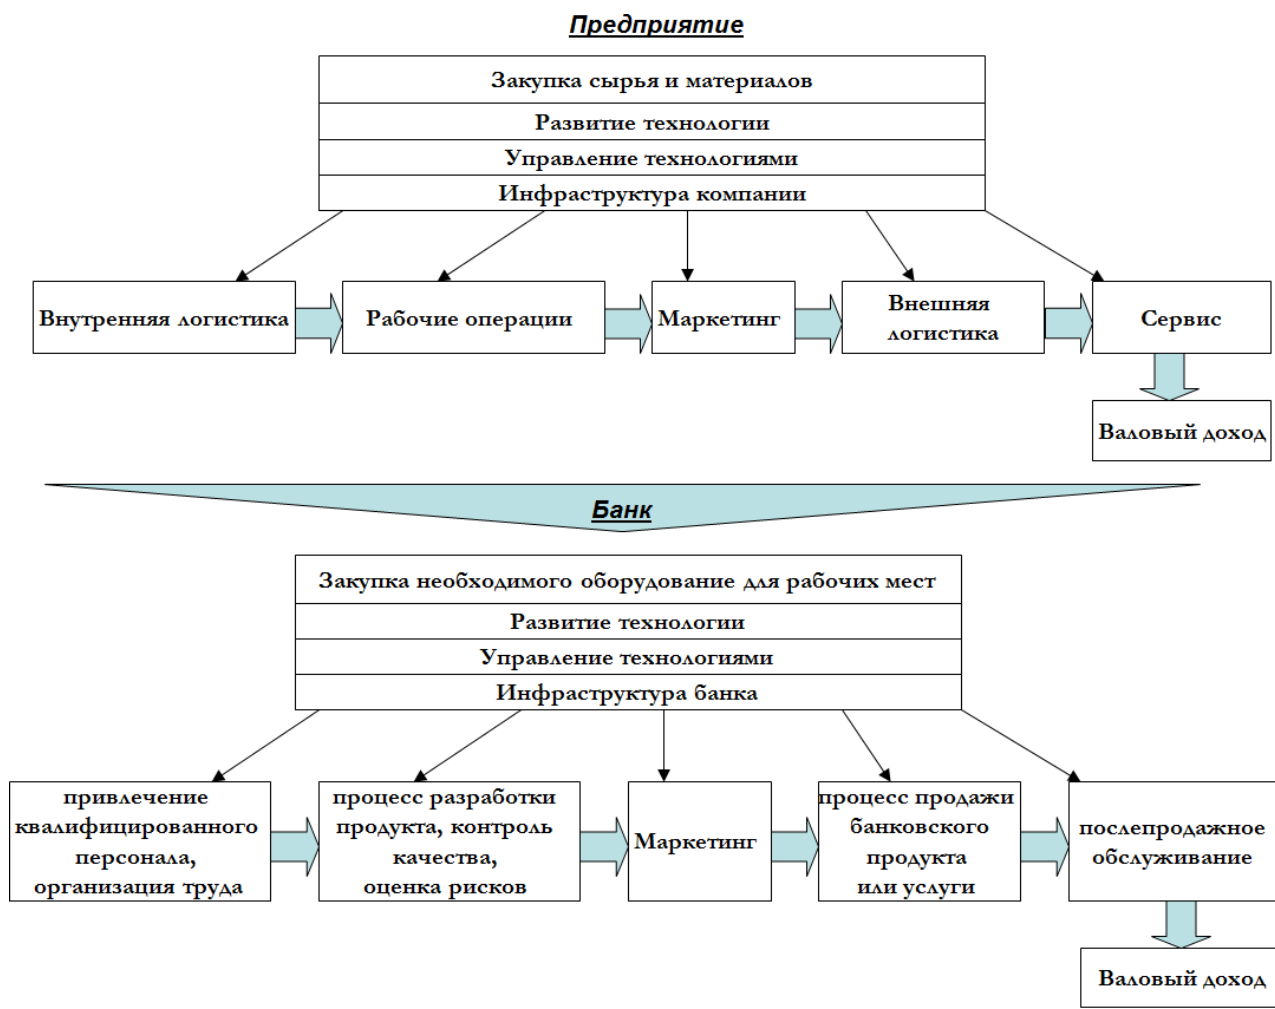 Предприятие
Закупка сырья и материалов
Развитие технологии
Управление технологиями
Инфраструктура компании
Внутренняя логистика
Рабочие операции
Маркетинг
Внешняя
логистика
Сервис
Валовый доход
Банк
Закупка необходимого оборудование для рабочих мест
Развитие технологии
Управление технологиями
Инфраструктура банка
привлечение
квалифицированного
персонала,
организация труда
процесс разработки
продукта, контроль
качества,
оценка рисков
Маркетинг
процесс продажи
банковского
продукта
или услуги
послепродажное
обслуживание
Валовый доход